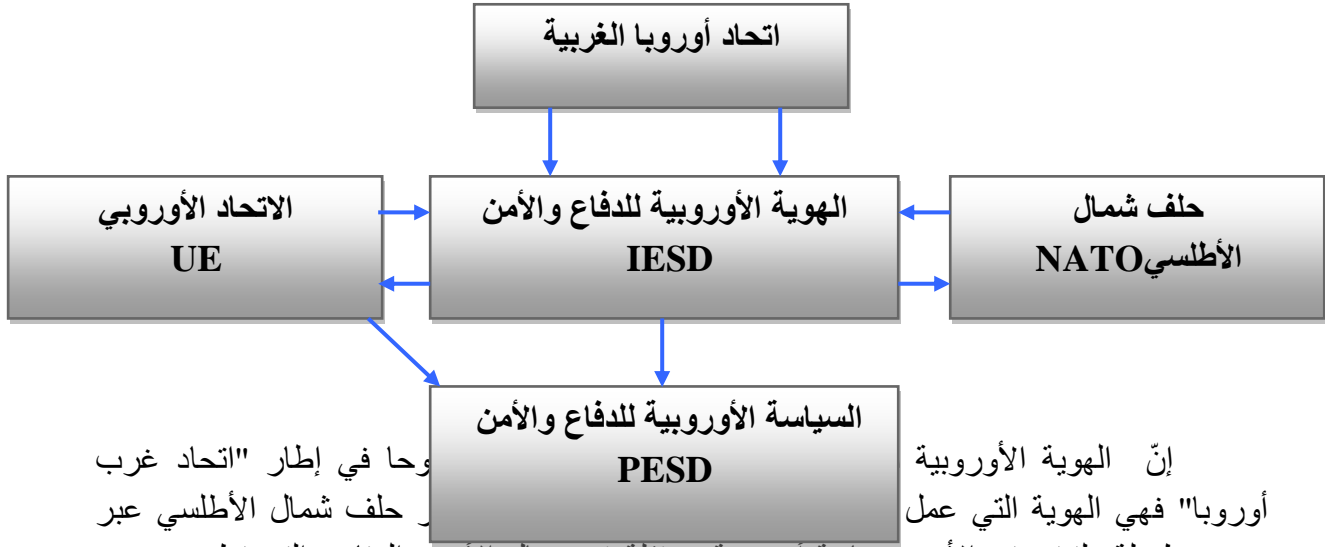 اتحاد أوروبا الغربية
الهوية الأوروبية للدفاع والأمن
IESD
حلف شمال
الأطلسيNATO
الاتحاد الأوروبي
UE
السياسة الأوروبية للدفاع والأمن
PESD
إنّ الهوية الأوروبية وحا في إطار "اتحاد غرب
أوروبا" فهي الهوية التي عمل ر حلف شمال الأطلسي عبر